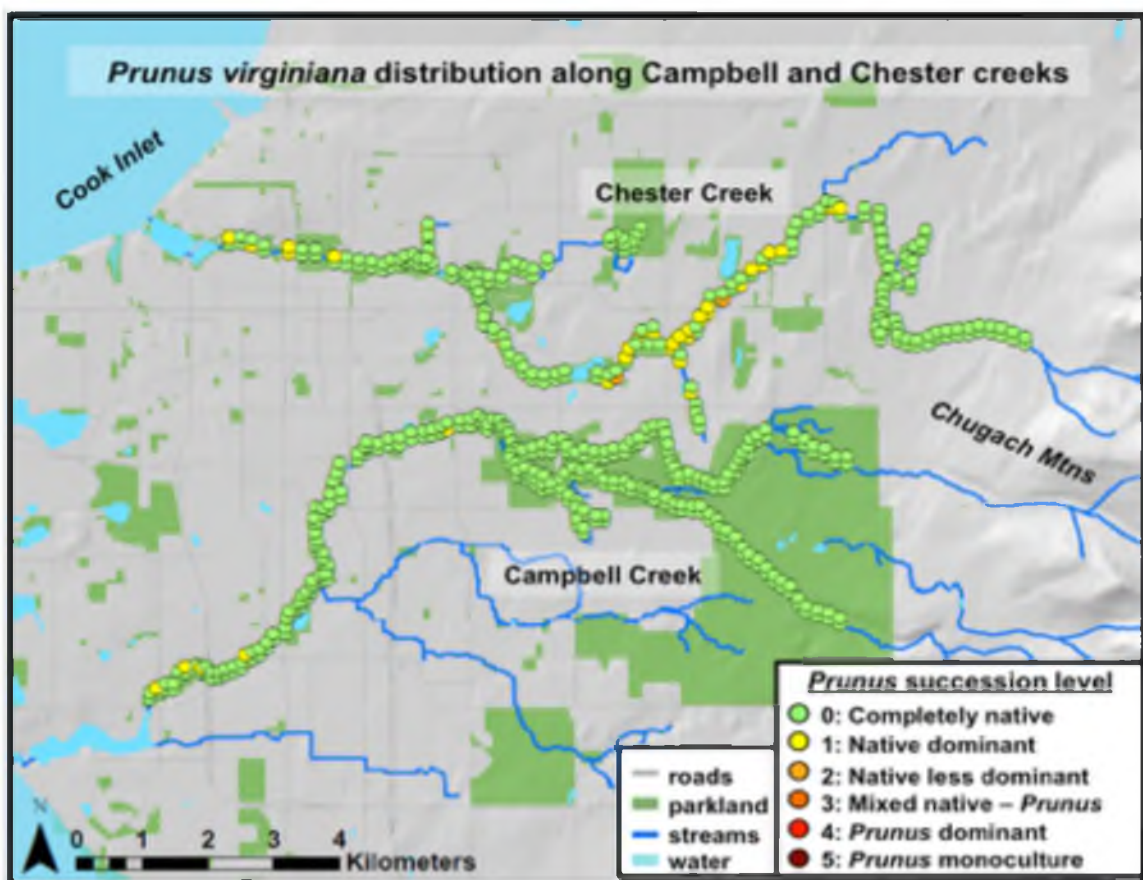 Prunus virginiana distribution along Campbell and Chester creeks
Cook Inlet
Chester Creek
Chugach Mtns
Campbell Creek
N
0 1 2 3 4
Kilometers
roads
parkland
streams
water
Prunus succession level
0: Completely native
1: Native dominant
2: Native less dominant
3: Mixed native – Prunus
4: Prunus dominant
5: Prunus monoculture